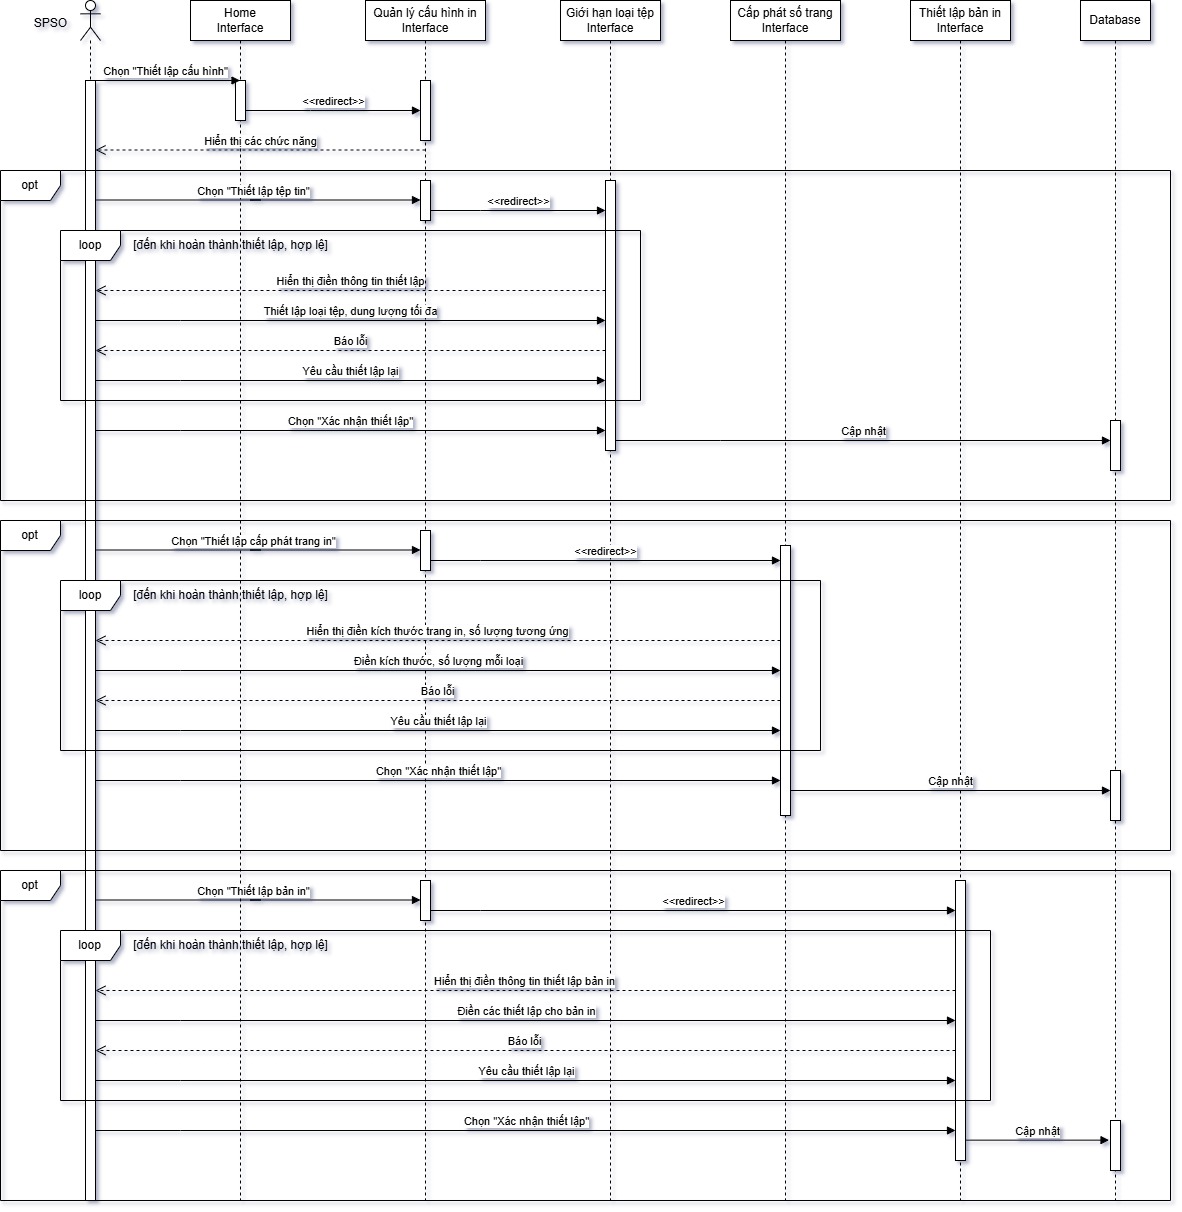 SPSO
Home
Interface
Quản lý cấu hình in
Interface
Giới hạn loại tệp
Interface
Cấp phát số trang
Interface
Thiết lập bản in
Interface
Database
Chọn "Thiết lập cấu hình"
<<redirect>>
Hiển thị các chức năng
opt
Chọn "Thiết lập tệp tin"
<<redirect>>
loop
[đến khi hoàn thành thiết lập, hợp lệ]
Hiển thị điền thông tin thiết lập
Thiết lập loại tệp, dung lượng tối đa
Báo lỗi
Yêu cầu thiết lập lại
Chọn "Xác nhận thiết lập"
Cập nhật
opt
Chọn "Thiết lập cấp phát trang in"
<<redirect>>
loop
[đến khi hoàn thành thiết lập, hợp lệ]
Hiển thị điền kích thước trang in, số lượng tương ứng
Điền kích thước, số lượng mỗi loại
Báo lỗi
Yêu cầu thiết lập lại
Chọn "Xác nhận thiết lập"
Cập nhật
opt
Chọn "Thiết lập bản in"
<<redirect>>
loop
[đến khi hoàn thành thiết lập, hợp lệ]
Hiển thị điền thông tin thiết lập bản in
Điền các thiết lập cho bản in
Báo lỗi
Yêu cầu thiết lập lại
Chọn "Xác nhận thiết lập"
Cập nhật